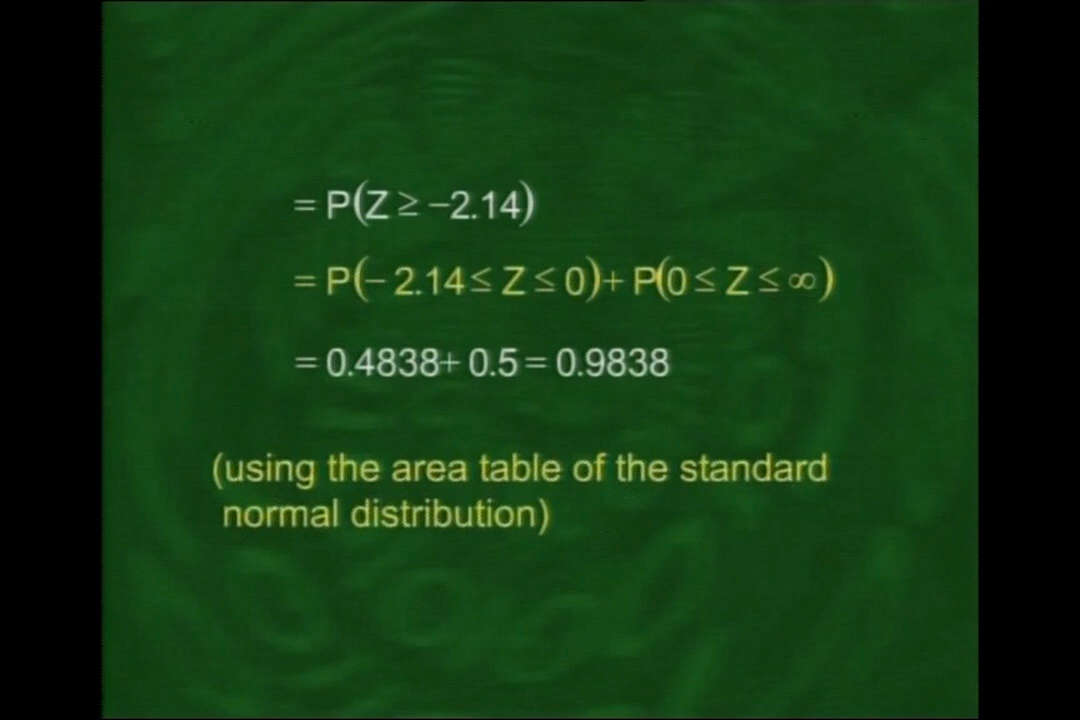 = P(Z ≥ −2.14)
= P(− 2.14 ≤ Z ≤ 0)+ P(0 ≤ Z ≤ ∞)
= 0.4838+ 0.5 = 0.9838
(using the area table of the standard
normal distribution)